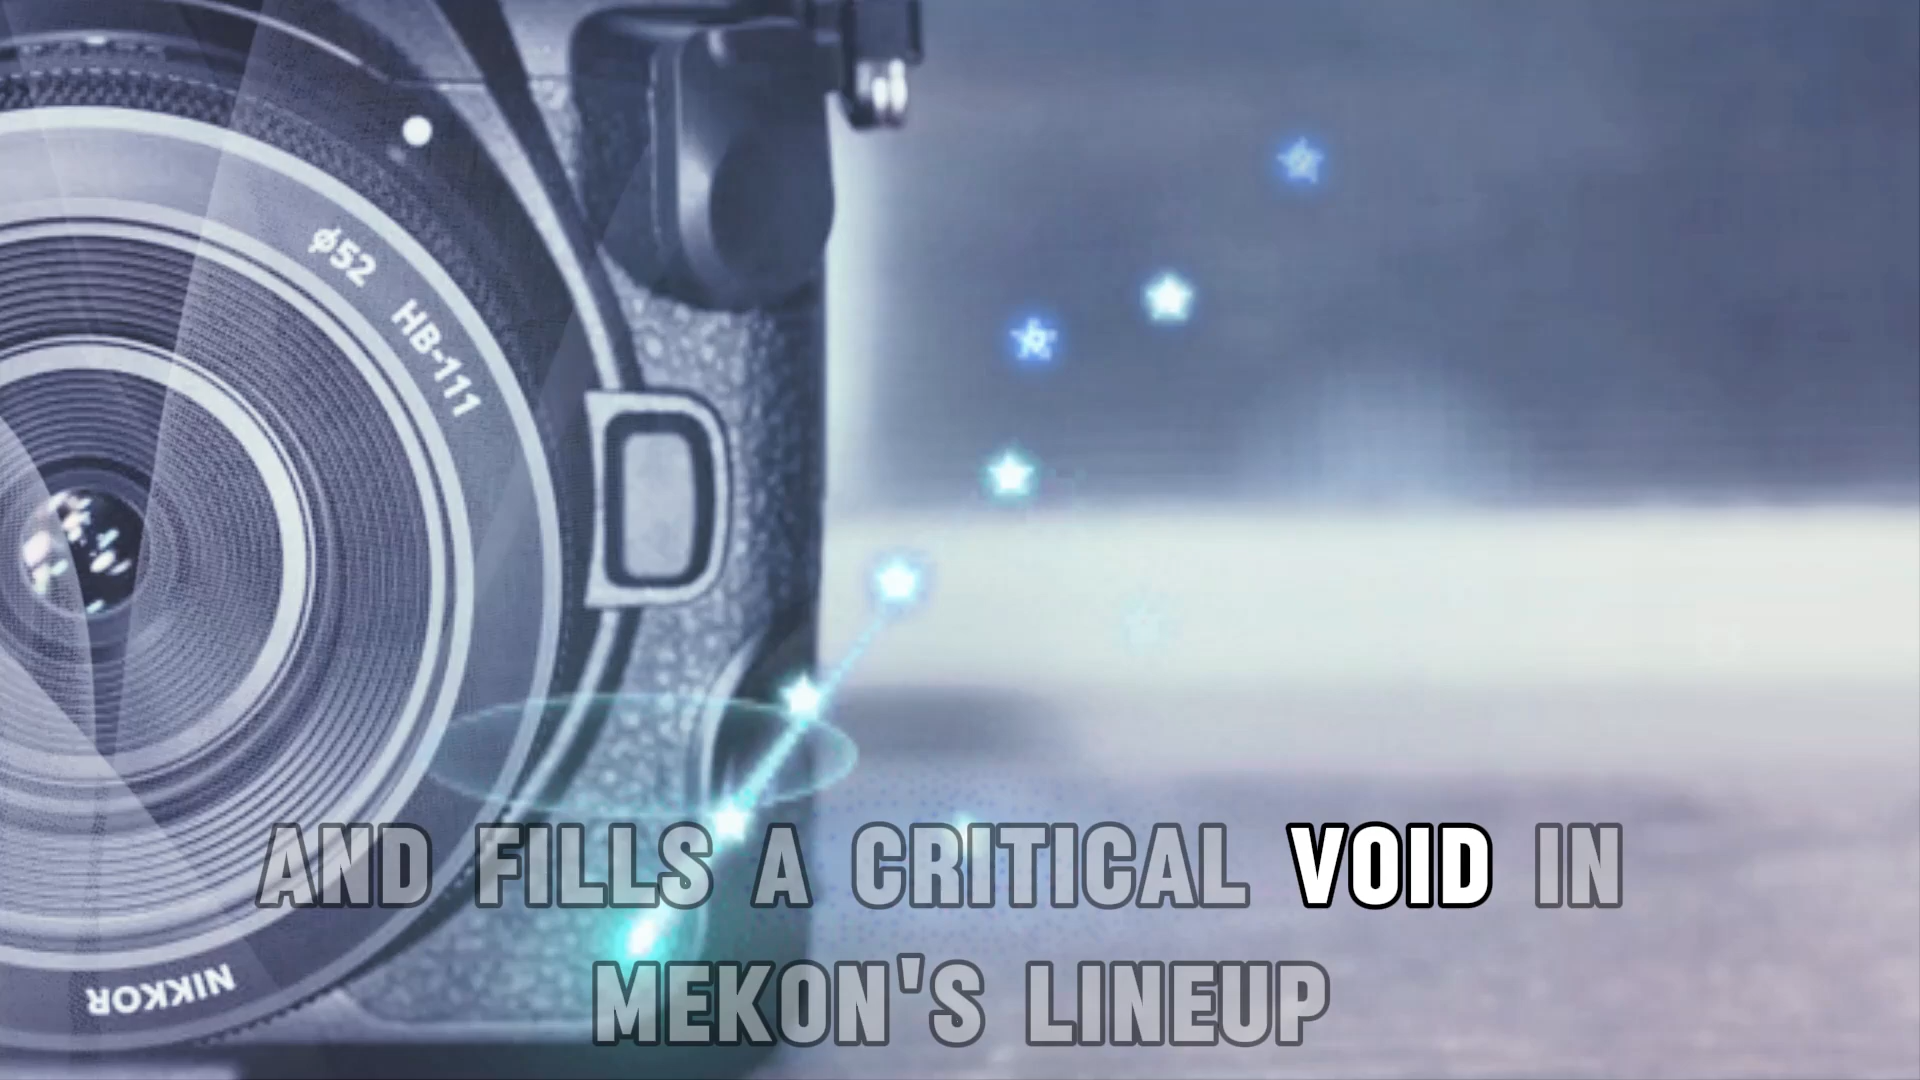 ø52 HB-111
NIKKOR
AND FILLS A CRITICAL VOID IN
MEKON'S LINEUP